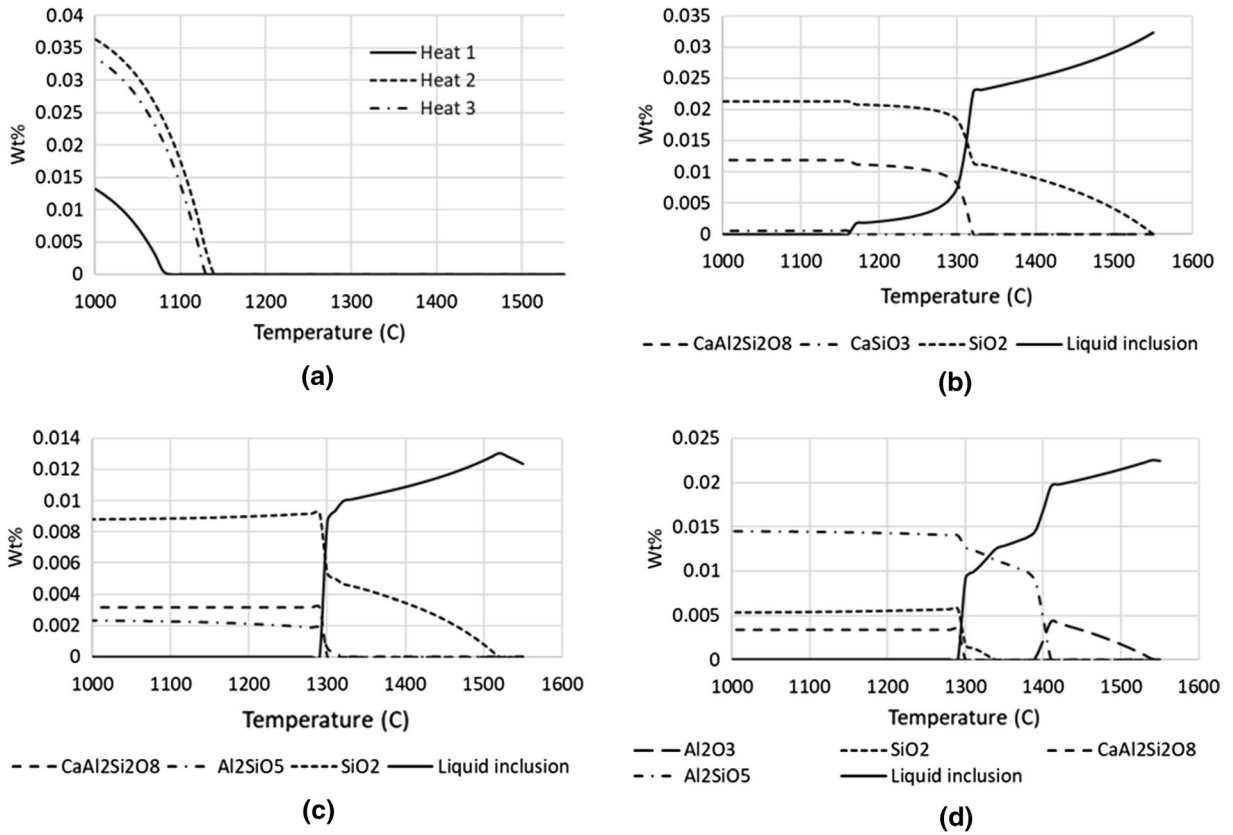 0.04
0.035
0.03
0.025
0.02
0.015
0.01
0.005
0
Wt%
Heat 1
Heat 2
Heat 3
1000 1100 1200 1300 1400 1500
Temperature (C)
(a)
0.035
0.03
0.025
0.02
0.015
0.01
0.005
0
Wt%
1000 1100 1200 1300 1400 1500 1600
Temperature (C)
CaAl2Si2O8 CaSiO3 SiO2 Liquid inclusion
(b)
0.014
0.012
0.01
0.008
0.006
0.004
0.002
0
Wt%
1000 1100 1200 1300 1400 1500 1600
Temperature (C)
CaAl2Si2O8 Al2SiO5 SiO2 Liquid inclusion
(c)
0.025
0.02
0.015
0.01
0.005
0
Wt%
1000 1100 1200 1300 1400 1500 1600
Temperature (C)
Al2O3 SiO2 CaAl2Si2O8
Al2SiO5 Liquid inclusion
(d)